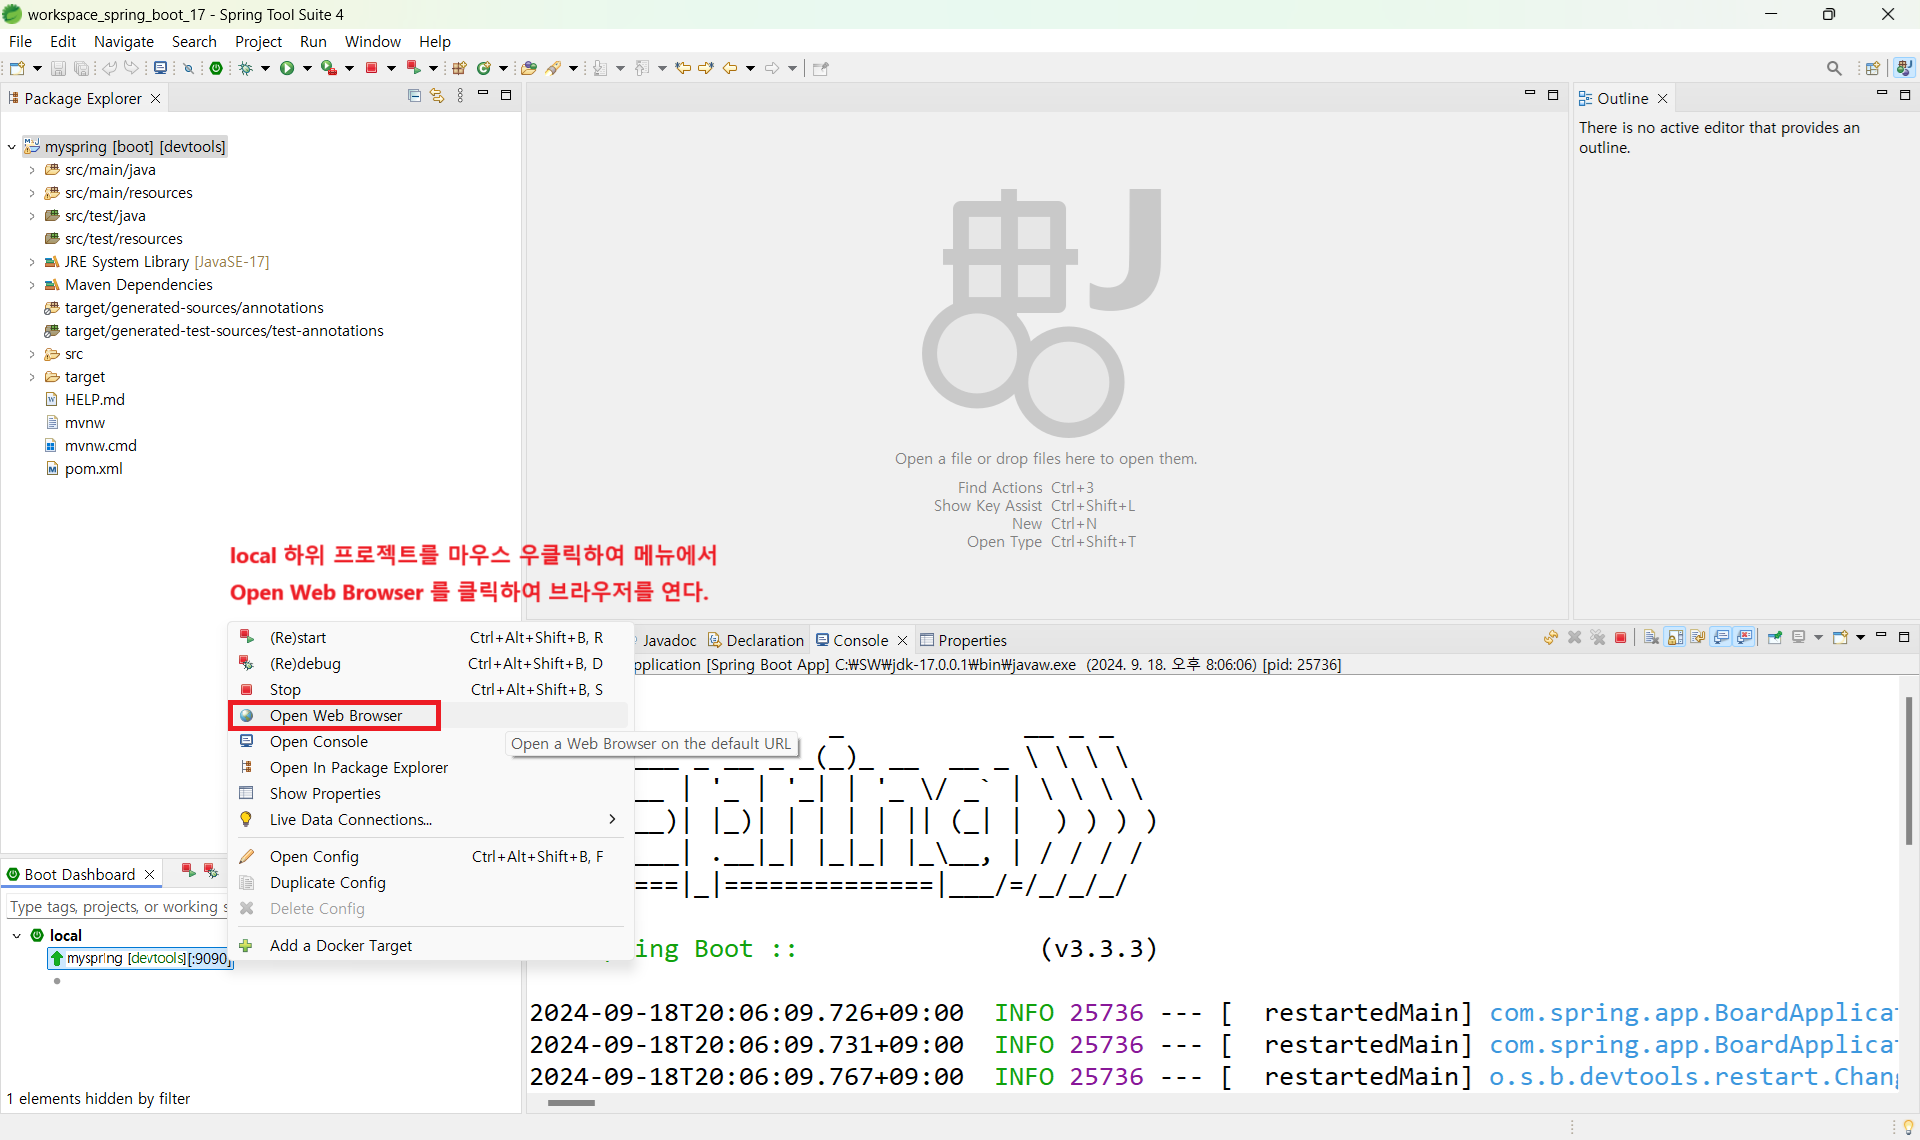 workspace_spring_boot_17 - Spring Tool Suite 4
File Edit Navigate Search Project Run Window Help
Package Explorer
myspring [boot] [devtools]
src/main/java
src/main/resources
src/test/java
src/test/resources
JRE System Library [JavaSE-17]
Maven Dependencies
target/generated-sources/annotations
target/generated-test-sources/test-annotations
src
target
HELP.md
mvnw
mvnw.cmd
pom.xml
Open a file or drop files here to open them.
Find Actions Ctrl+3
Show Key Assist Ctrl+Shift+L
New Ctrl+N
Open Type Ctrl+Shift+T
Outline
There is no active editor that provides an
outline.
local 하위 프로젝트를 마우스 우클릭하여 메뉴에서
Open Web Browser 를 클릭하여 브라우저를 연다.
(Re)start Ctrl+Alt+Shift+B, R
(Re)debug Ctrl+Alt+Shift+B, D
Stop Ctrl+Alt+Shift+B, S
Open Web Browser
Open Console
Open In Package Explorer
Show Properties
Live Data Connections...
Open Config Ctrl+Alt+Shift+B, F
Duplicate Config
Delete Config
Add a Docker Target
Open a Web Browser on the default URL
Boot Dashboard
Type tags, projects, or working s
local
myspring [devtools][:9090]
1 elements hidden by filter
Javadoc Declaration Console Properties
pplication [Spring Boot App] C:₩SW₩jdk-17.0.0.1₩bin₩javaw.exe (2024. 9. 18. 오후 8:06:06) [pid: 25736]
ing Boot :: (v3.3.3)
2024-09-18T20:06:09.726+09:00 INFO 25736 --- [ restartedMain] com.spring.app.BoardApplica
2024-09-18T20:06:09.731+09:00 INFO 25736 --- [ restartedMain] com.spring.app.BoardApplica
2024-09-18T20:06:09.767+09:00 INFO 25736 --- [ restartedMain] o.s.b.devtools.restart.Chan